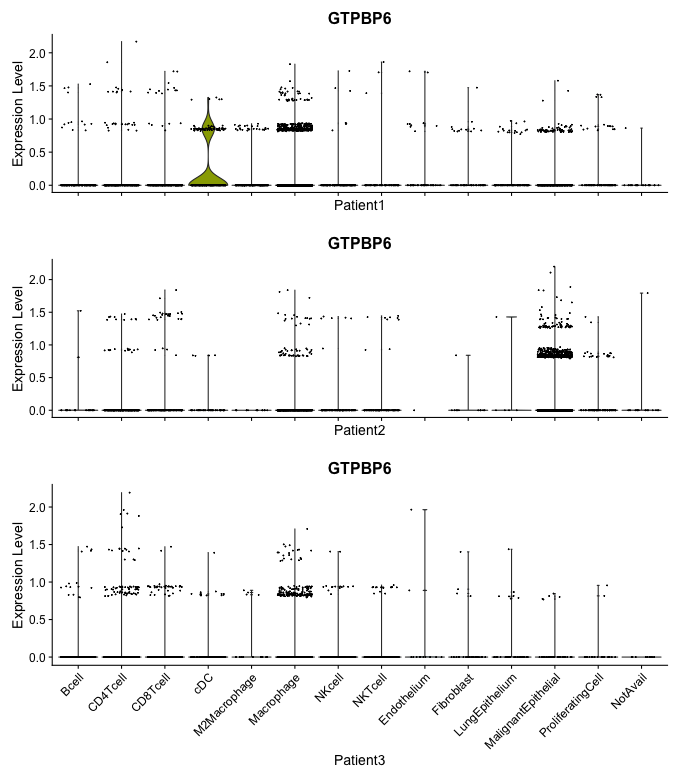 GTPBP6
Expression Level
2.0
1.5
1.0
0.5
0.0
Patient1
GTPBP6
Expression Level
2.0
1.5
1.0
0.5
0.0
Patient2
GTPBP6
Expression Level
2.0
1.5
1.0
0.5
0.0
Bcell
CD4Tcell
CD8Tcell
cDC
M2Macrophage
Macrophage
NKcell
NKTcell
Endothelium
Fibroblast
LungEpithelium
MalignantEpithelial
ProliferatingCell
NotAvail
Patient3